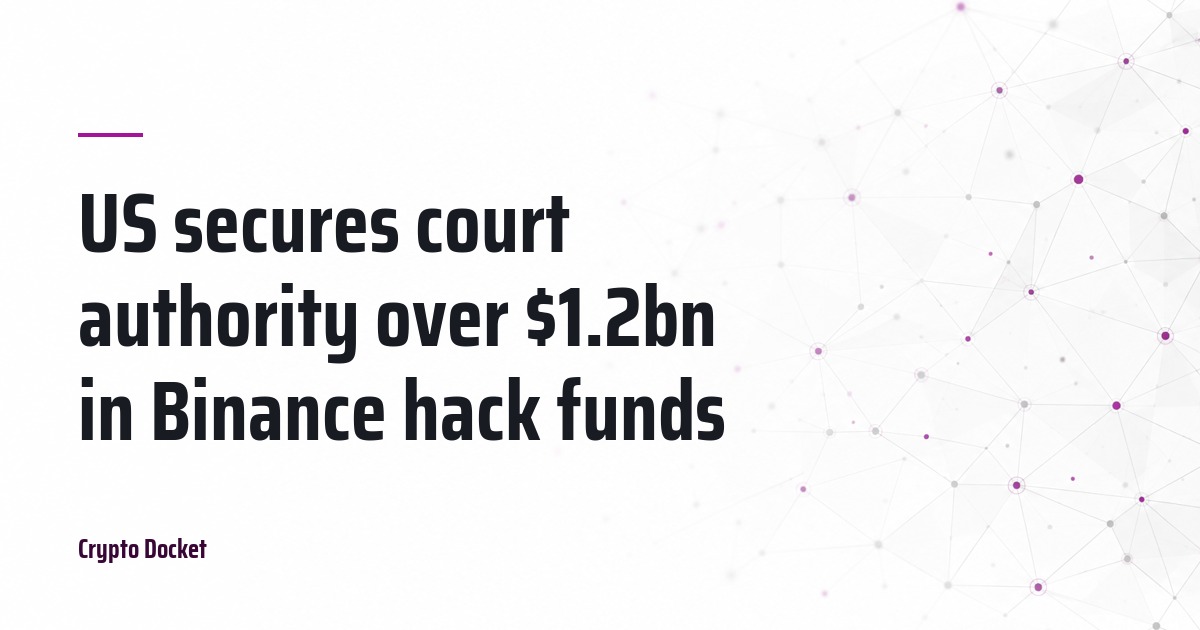 US secures court
authority over $1.2bn
in Binance hack funds
Crypto Docket